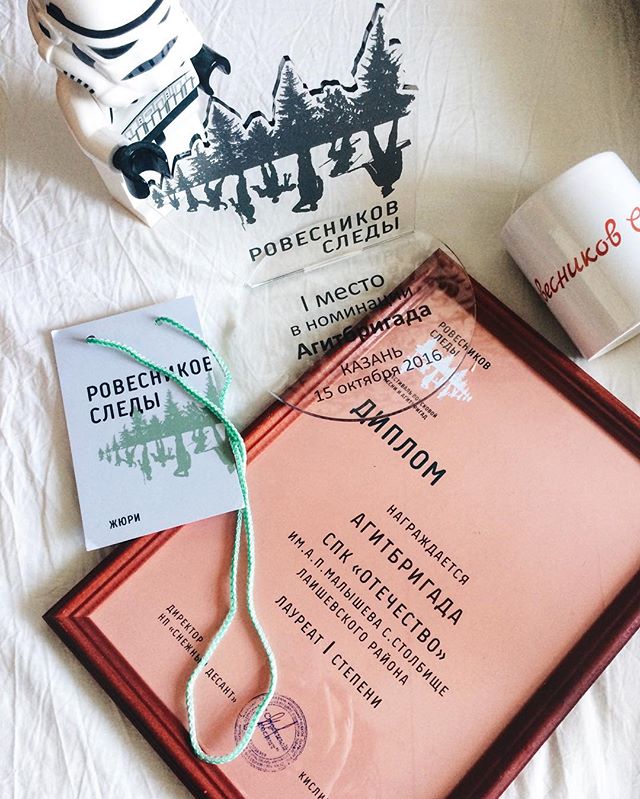 РОВЕСНИКОВ
СЛЕДЫ
I место
в номинации
Агитбригада
КАЗАНЬ
15 октября 2016
РОВЕСНИКОВ
СЛЕДЫ
ЖЮРИ
РОВЕСНИКОВ
СЛЕДЫ
ДИПЛОМ
НАГРАЖДАЕТСЯ
АГИТБРИГАДА
СПК «ОТЕЧЕСТВО»
ИМ. А.П. МАЛЫШЕВА С. СТОЛБИЩЕ
ЛАИШЕВСКОГО РАЙОНА
ЛАУРЕАТ I СТЕПЕНИ
ДИРЕКТОР
НП «СНЕЖНЫЙ ДЕСАНТ»